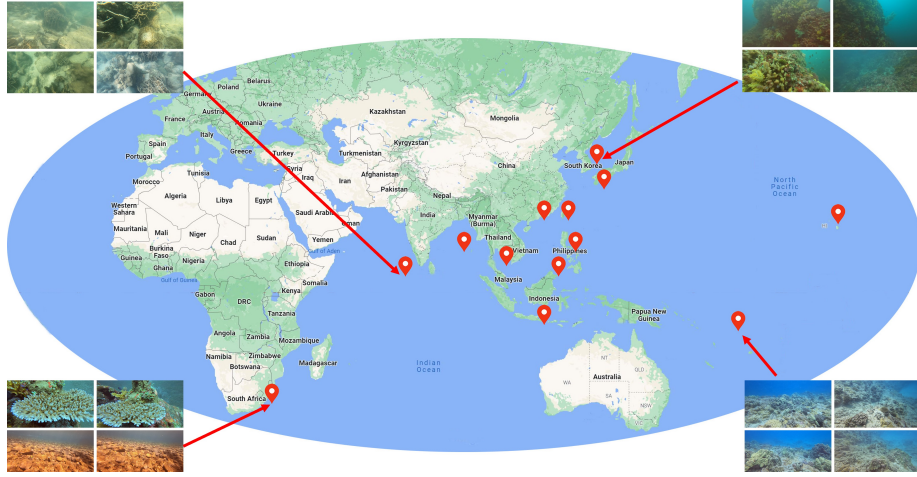 Belarus
Poland
Germany
Ukraine
Kazakhstan
Austria
Mongolia
France
Romania
Italy
Kyrgyzstan
Spain
Greece
Turkey
Turkmenistan
South Korea
Japan
Portugal
Tunisia
Syria
China
Iraq
Iran
Afghanistan
Morocco
Pakistan
North
Pacific
Ocean
Algeria
Libya
Egypt
Nepal
Western
Sahara
Saudi Arabia
India
Myanmar
(Burma)
Oman
Mauritania
Mali
Niger
Chad
Sudan
Yemen
Thailand
Vietnam
Philippines
Gulf of Aden
Burkina
Faso
Guinea
Nigeria
Ethiopia
Ghana
Somalia
Malaysia
Gulf of Guinea
Kenya
Gabon
DRC
Indonesia
Tanzania
Papua New
Guinea
Angola
Zambia
Mozambique
Namibia
Zimbabwe
Botswana
Madagascar
Indian
Ocean
NT
QLD
WA
Australia
SA
NSW
South Africa